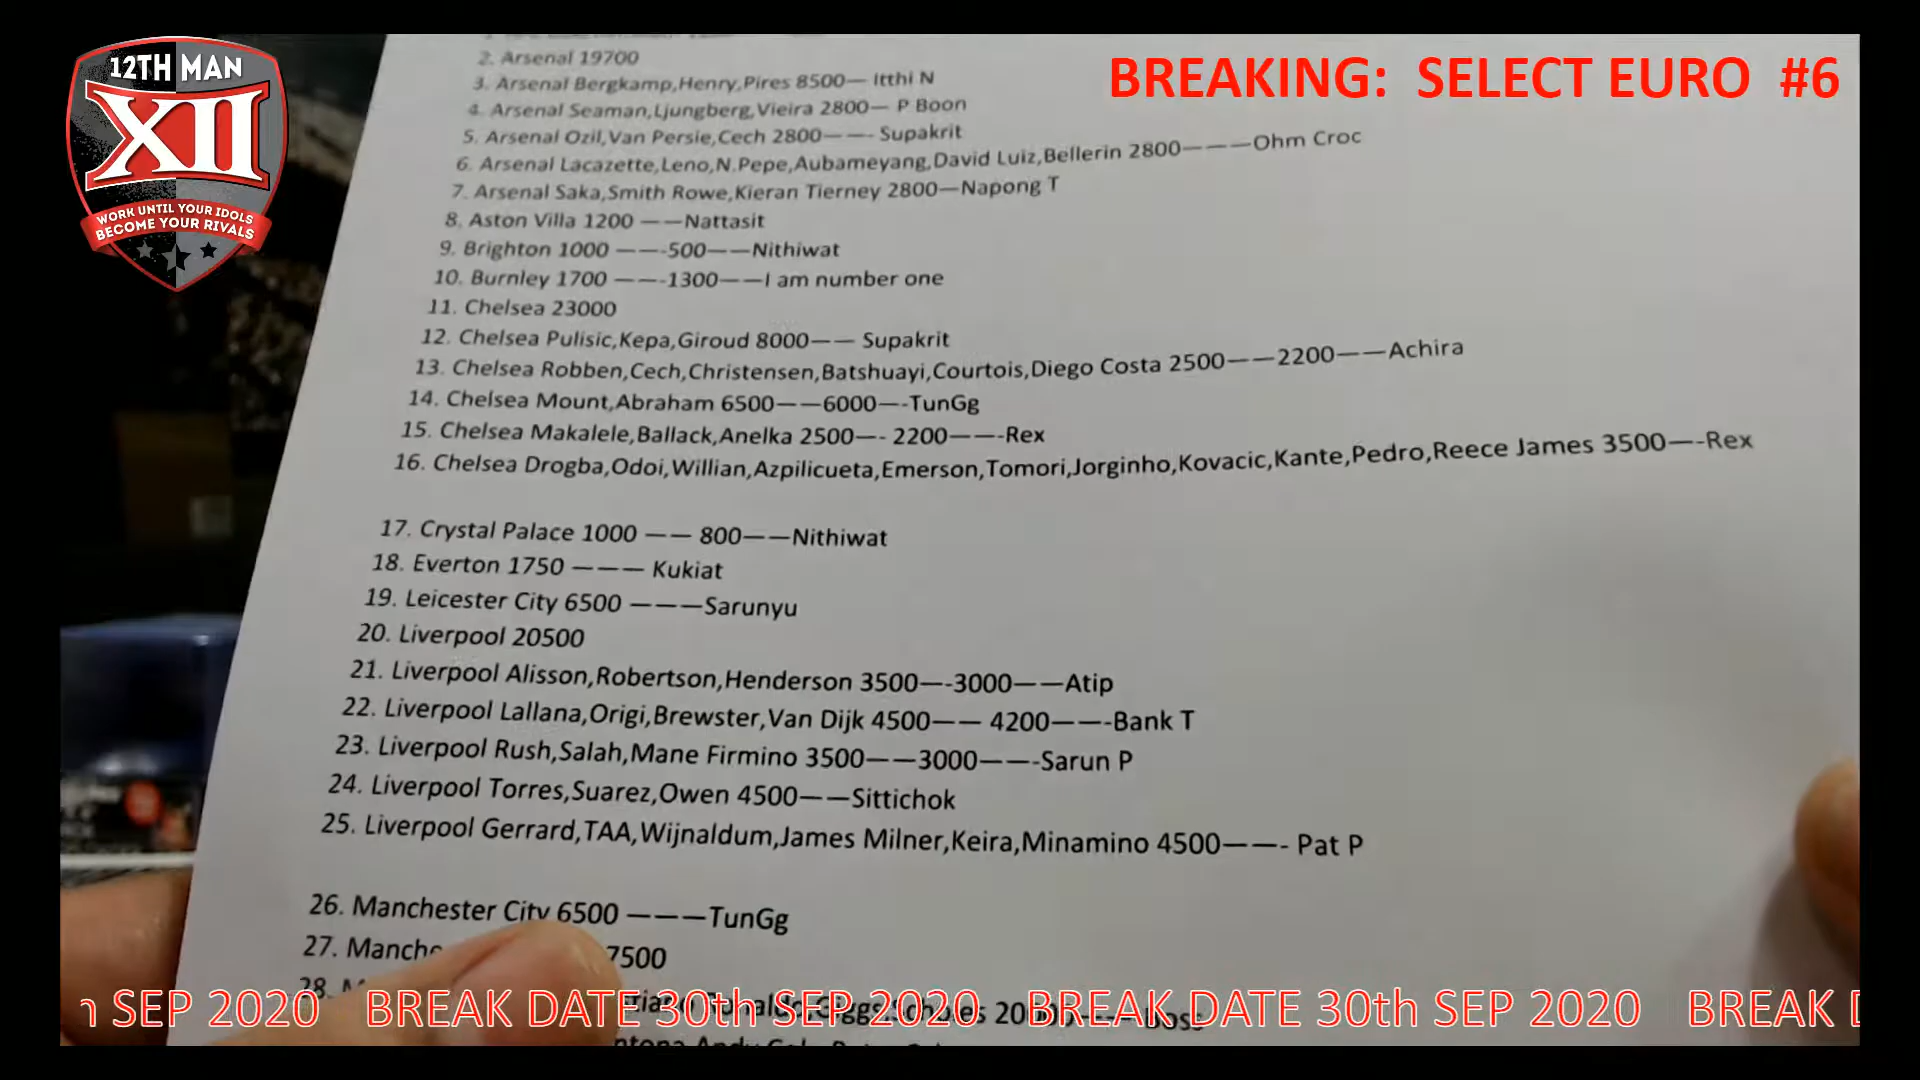 12TH MAN
XII
WORK UNTIL YOUR IDOLS
BECOME YOUR RIVALS
BREAKING: SELECT EURO #6
2. Arsenal 19700
3. Arsenal Bergkamp,Henry,Pires 8500— Itthi N
4. Arsenal Seaman,Ljungberg,Vieira 2800— P Boon
5. Arsenal Ozil,Van Persie,Cech 2800——- Supakrit
6. Arsenal Lacazette,Leno,N.Pepe,Aubameyang,David Luiz,Bellerin 2800———Ohm Croc
7. Arsenal Saka,Smith Rowe,Kieran Tierney 2800—Napong T
8. Aston Villa 1200 ——Nattasit
9. Brighton 1000 ——-500——Nithiwat
10. Burnley 1700 ——-1300——I am number one
11. Chelsea 23000
12. Chelsea Pulisic,Kepa,Giroud 8000—— Supakrit
13. Chelsea Robben,Cech,Christensen,Batshuayi,Courtois,Diego Costa 2500——2200——Achira
14. Chelsea Mount,Abraham 6500——6000—-TunGg
15. Chelsea Makalele,Ballack,Anelka 2500—- 2200——-Rex
16. Chelsea Drogba,Odoi,Willian,Azpilicueta,Emerson,Tomori,Jorginho,Kovacic,Kante,Pedro,Reece James 3500—-Rex
17. Crystal Palace 1000 —— 800——Nithiwat
18. Everton 1750 ——— Kukiat
19. Leicester City 6500 ———Sarunyu
20. Liverpool 20500
21. Liverpool Alisson,Robertson,Henderson 3500—-3000——Atip
22. Liverpool Lallana,Origi,Brewster,Van Dijk 4500—— 4200——-Bank T
23. Liverpool Rush,Salah,Mane Firmino 3500——3000——-Sarun P
24. Liverpool Torres,Suarez,Owen 4500——Sittichok
25. Liverpool Gerrard,TAA,Wijnaldum,James Milner,Keira,Minamino 4500——- Pat P
26. Manchester City 6500 ———TunGg
27. Manche 7500
28. Ronaldo,Giggs,Scholes Boss
SEP 2020 BREAK DATE 30th SEP 2020 BREAK DATE 30th SEP 2020 BREAK